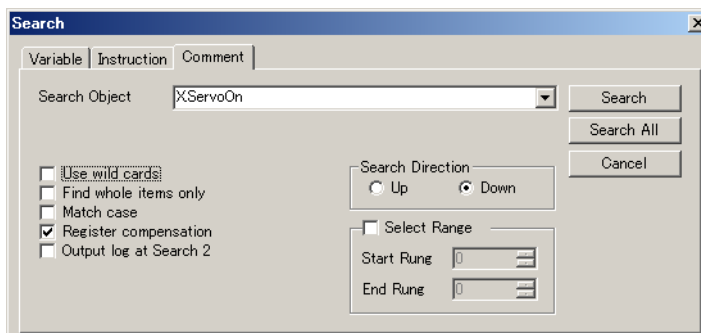 Search
Variable Instruction Comment
Search Object XServoOn Search
Search All
Cancel
Use wild cards
Find whole items only
Match case
Register compensation
Output log at Search 2
Search Direction
Up Down
Select Range
Start Rung 0
End Rung 0